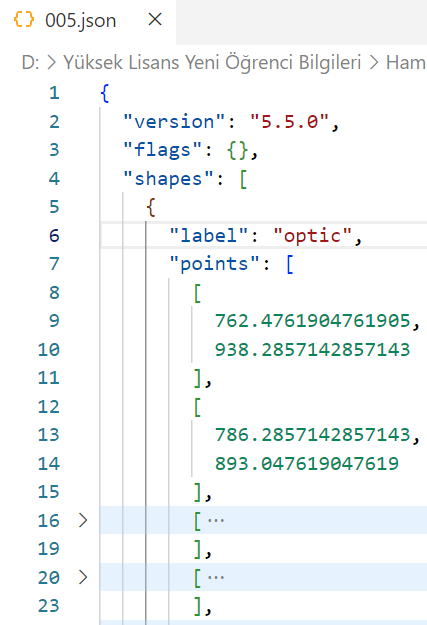 {} 005.json ×
D: > Yüksek Lisans Yeni Öğrenci Bilgileri > Ham
1 {
2 "version": "5.5.0",
3 "flags": {},
4 "shapes": [
5 {
6 "label": "optic",
7 "points": [
8 [
9 762.4761904761905,
10 938.2857142857143
11 ],
12 [
13 786.2857142857143,
14 893.047619047619
15 ],
16 > [ ···
19 ],
20 > [ ···
23 ],